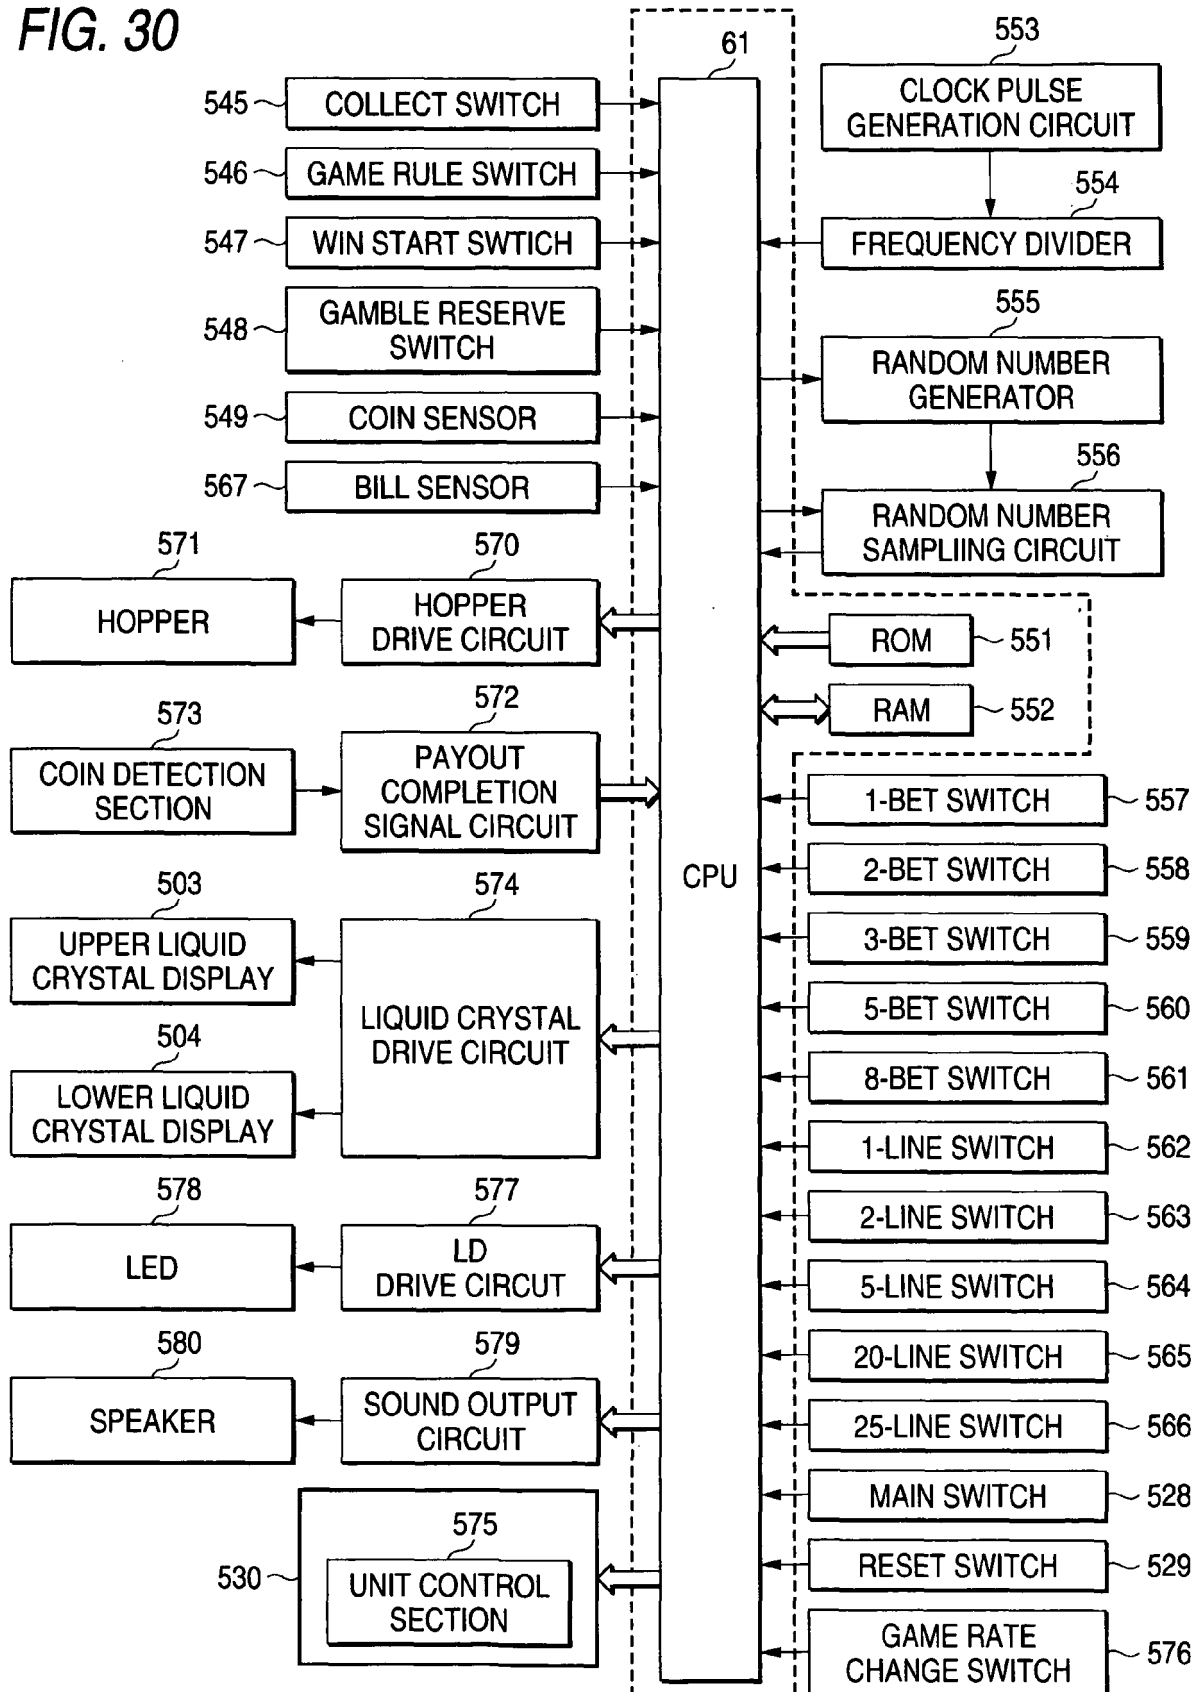 FIG. 30
61
553
545
COLLECT SWITCH
CLOCK PULSE
GENERATION CIRCUIT
546
GAME RULE SWITCH
554
547
WIN START SWTICH
FREQUENCY DIVIDER
548
GAMBLE RESERVE
SWITCH
555
RANDOM NUMBER
GENERATOR
549
COIN SENSOR
556
567
BILL SENSOR
RANDOM NUMBER
SAMPLIING CIRCUIT
571
570
HOPPER
HOPPER
DRIVE CIRCUIT
ROM
551
RAM
552
573
572
COIN DETECTION
SECTION
PAYOUT
COMPLETION
SIGNAL CIRCUIT
1-BET SWITCH
557
CPU
2-BET SWITCH
558
503
574
UPPER LIQUID
CRYSTAL DISPLAY
3-BET SWITCH
559
LIQUID CRYSTAL
DRIVE CIRCUIT
5-BET SWITCH
560
504
LOWER LIQUID
CRYSTAL DISPLAY
8-BET SWITCH
561
1-LINE SWITCH
562
578
577
2-LINE SWITCH
563
LED
LD
DRIVE CIRCUT
5-LINE SWITCH
564
580
579
20-LINE SWITCH
565
SPEAKER
SOUND OUTPUT
CIRCUIT
25-LINE SWITCH
566
MAIN SWITCH
528
530
575
UNIT CONTROL
SECTION
RESET SWITCH
529
GAME RATE
CHANGE SWITCH
576